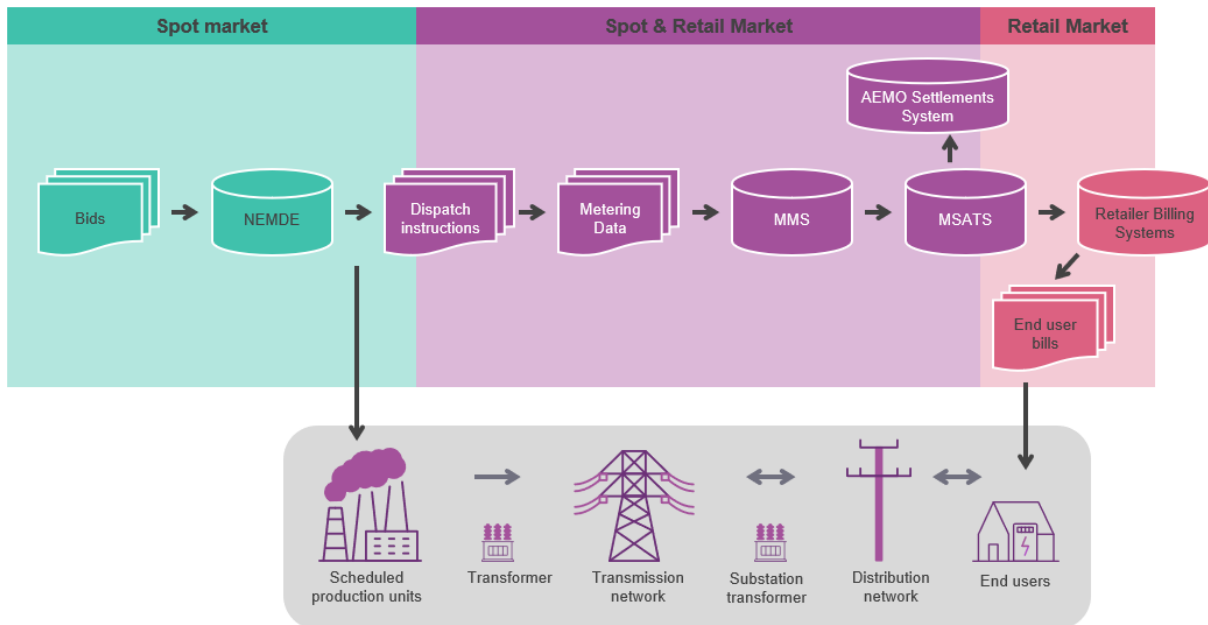 Spot market
Spot & Retail Market
Retail Market
AEMO Settlements
System
Bids
NEMDE
Dispatch
instructions
Metering
Data
MMS
MSATS
Retailer Billing
Systems
End user
bills
Scheduled
production units
Transformer
Transmission
network
Substation
transformer
Distribution
network
End users